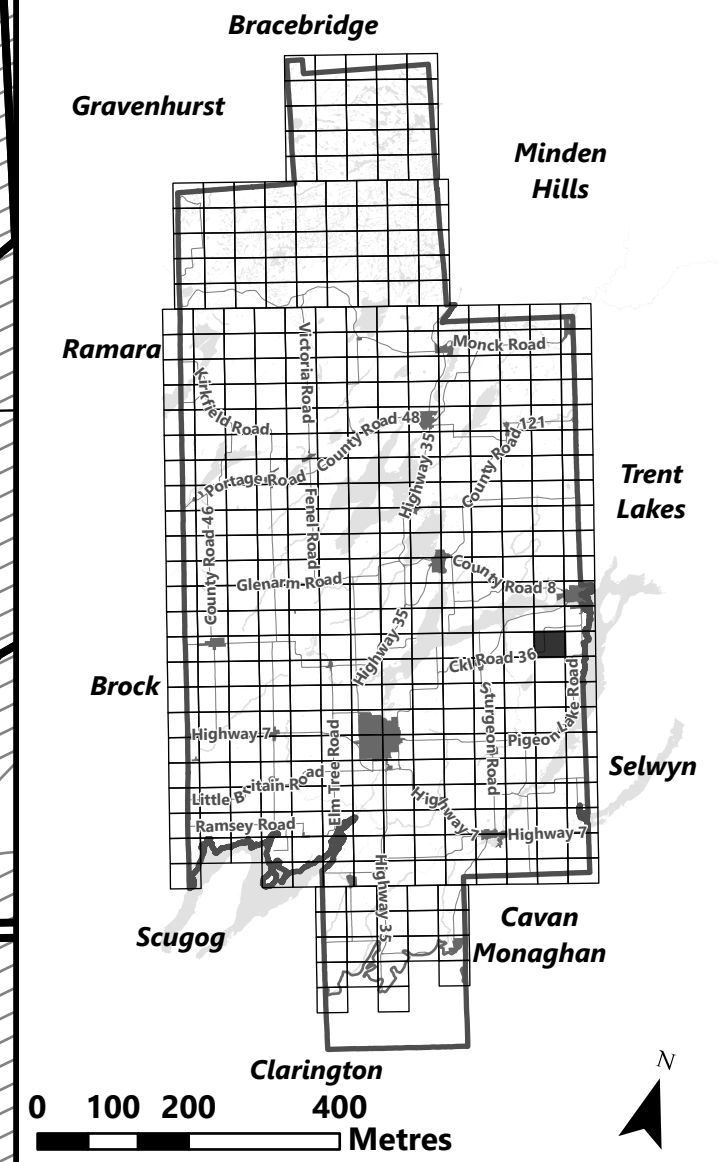 Bracebridge
Gravenhurst
Minden
Hills
Ramara
Monck Road
Victoria Road
Kirkfield Road
County Road 48
County Road 121
Highway 35
Trent
Lakes
Portage Road
Fenel Road
County Road 46
Glenarm Road
County Road 8
Highway 35
Ckl Road 36
Brock
Sturgeon Road
Pigeon Lake Road
Highway 7
Elm Tree Road
Selwyn
Little Britain Road
Highway 7
Ramsey Road
Highway 7
Highway 35
Scugog
Cavan
Monaghan
Clarington
N
0 100 200 400
Metres